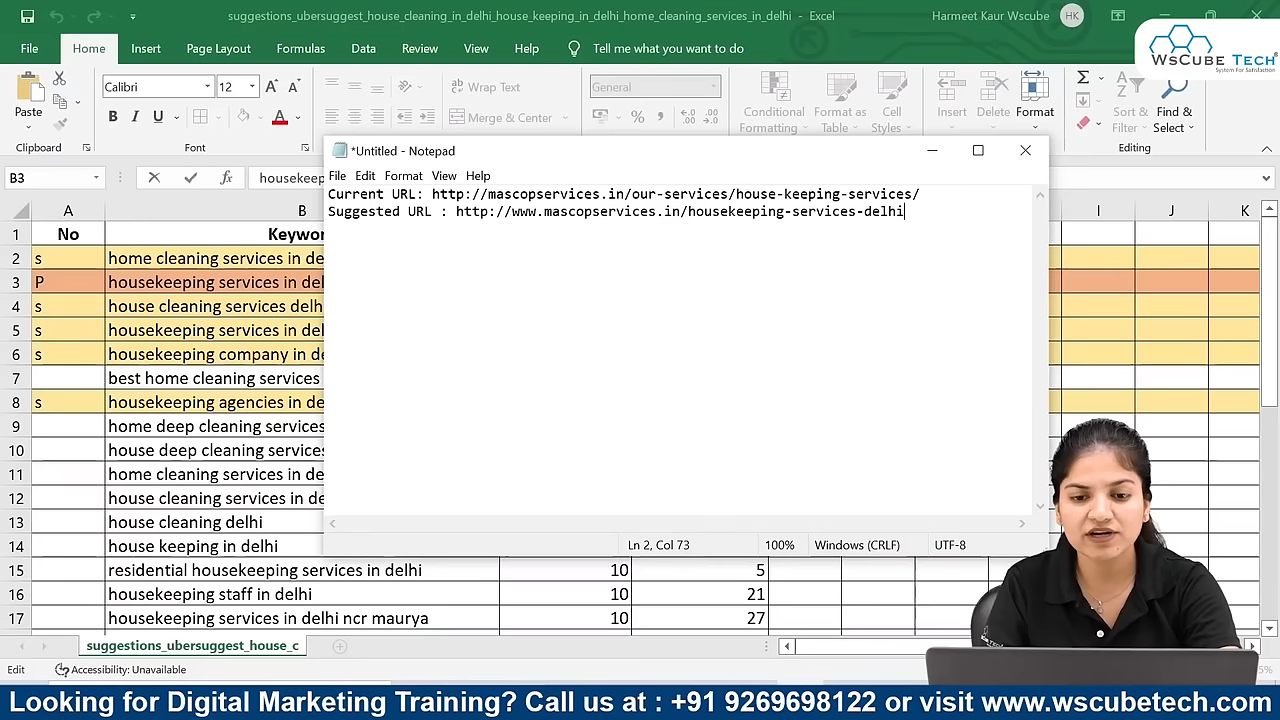 suggestions_ubersuggest_house_cleaning_in_delhi_house_keeping_in_delhi_home_cleaning_services_in_delhi - Excel
Harmeet Kaur Wscube
HK
File Home Insert Page Layout Formulas Data Review View Help Tell me what you want to do
WsCube Tech®
System For Satisfaction
Paste
Clipboard
Calibri 12
B I U
Font
Wrap Text
Merge & Center
General
Conditional Formatting
Format as Table
Cell Styles
Insert Delete Format
Sort & Filter
Find & Select
Editing
B3
housekeep
*Untitled - Notepad
File Edit Format View Help
Current URL: http://mascopservices.in/our-services/house-keeping-services/
Suggested URL : http://www.mascopservices.in/housekeeping-services-delhi
Ln 2, Col 73 100% Windows (CRLF) UTF-8
A B I J K
1 No Keywor
2 s home cleaning services in de
3 P housekeeping services in del
4 s house cleaning services delh
5 s housekeeping services in del
6 s housekeeping company in de
7 best home cleaning services
8 s housekeeping agencies in de
9 home deep cleaning services
10 house deep cleaning services
11 home cleaning services in de
12 house cleaning services in de
13 house cleaning delhi
14 house keeping in delhi
15 residential housekeeping services in delhi 10 5
16 housekeeping staff in delhi 10 21
17 housekeeping services in delhi ncr maurya 10 27
suggestions_ubersuggest_house_c
Edit Accessibility: Unavailable
Looking for Digital Marketing Training? Call us at : +91 9269698122 or visit www.wscubetech.com